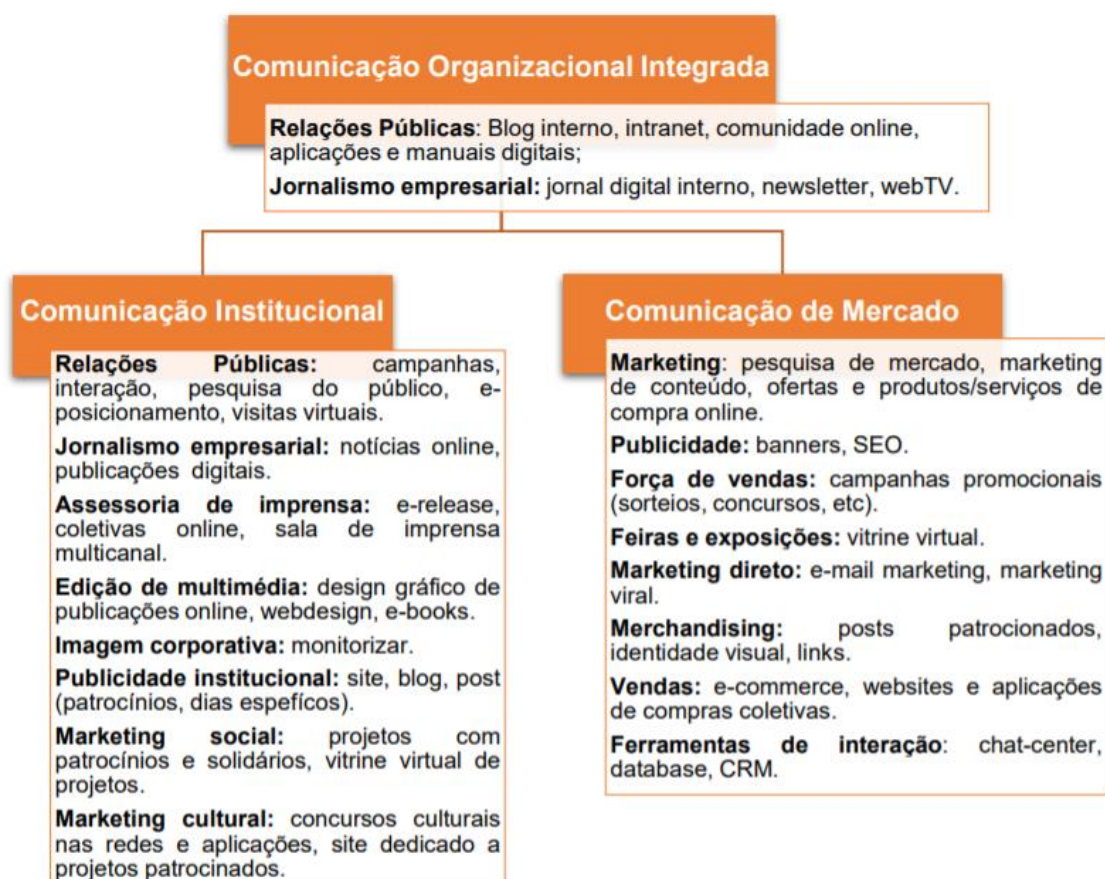 Comunicação Organizacional Integrada
Relações Públicas: Blog interno, intranet, comunidade online,
aplicações e manuais digitais;
Jornalismo empresarial: jornal digital interno, newsletter, webTV.
Comunicação Institucional
Relações Públicas: campanhas,
interação, pesquisa do público, e-
posicionamento, visitas virtuais.
Jornalismo empresarial: notícias online,
publicações digitais.
Assessoria de imprensa: e-release,
coletivas online, sala de imprensa
multicanal.
Edição de multimédia: design gráfico de
publicações online, webdesign, e-books.
Imagem corporativa: monitorizar.
Publicidade institucional: site, blog, post
(patrocínios, dias espefícos).
Marketing social: projetos com
patrocínios e solidários, vitrine virtual de
projetos.
Marketing cultural: concursos culturais
nas redes e aplicações, site dedicado a
projetos patrocinados.
Comunicação de Mercado
Marketing: pesquisa de mercado, marketing
de conteúdo, ofertas e produtos/serviços de
compra online.
Publicidade: banners, SEO.
Força de vendas: campanhas promocionais
(sorteios, concursos, etc).
Feiras e exposições: vitrine virtual.
Marketing direto: e-mail marketing, marketing
viral.
Merchandising: posts patrocionados,
identidade visual, links.
Vendas: e-commerce, websites e aplicações
de compras coletivas.
Ferramentas de interação: chat-center,
database, CRM.